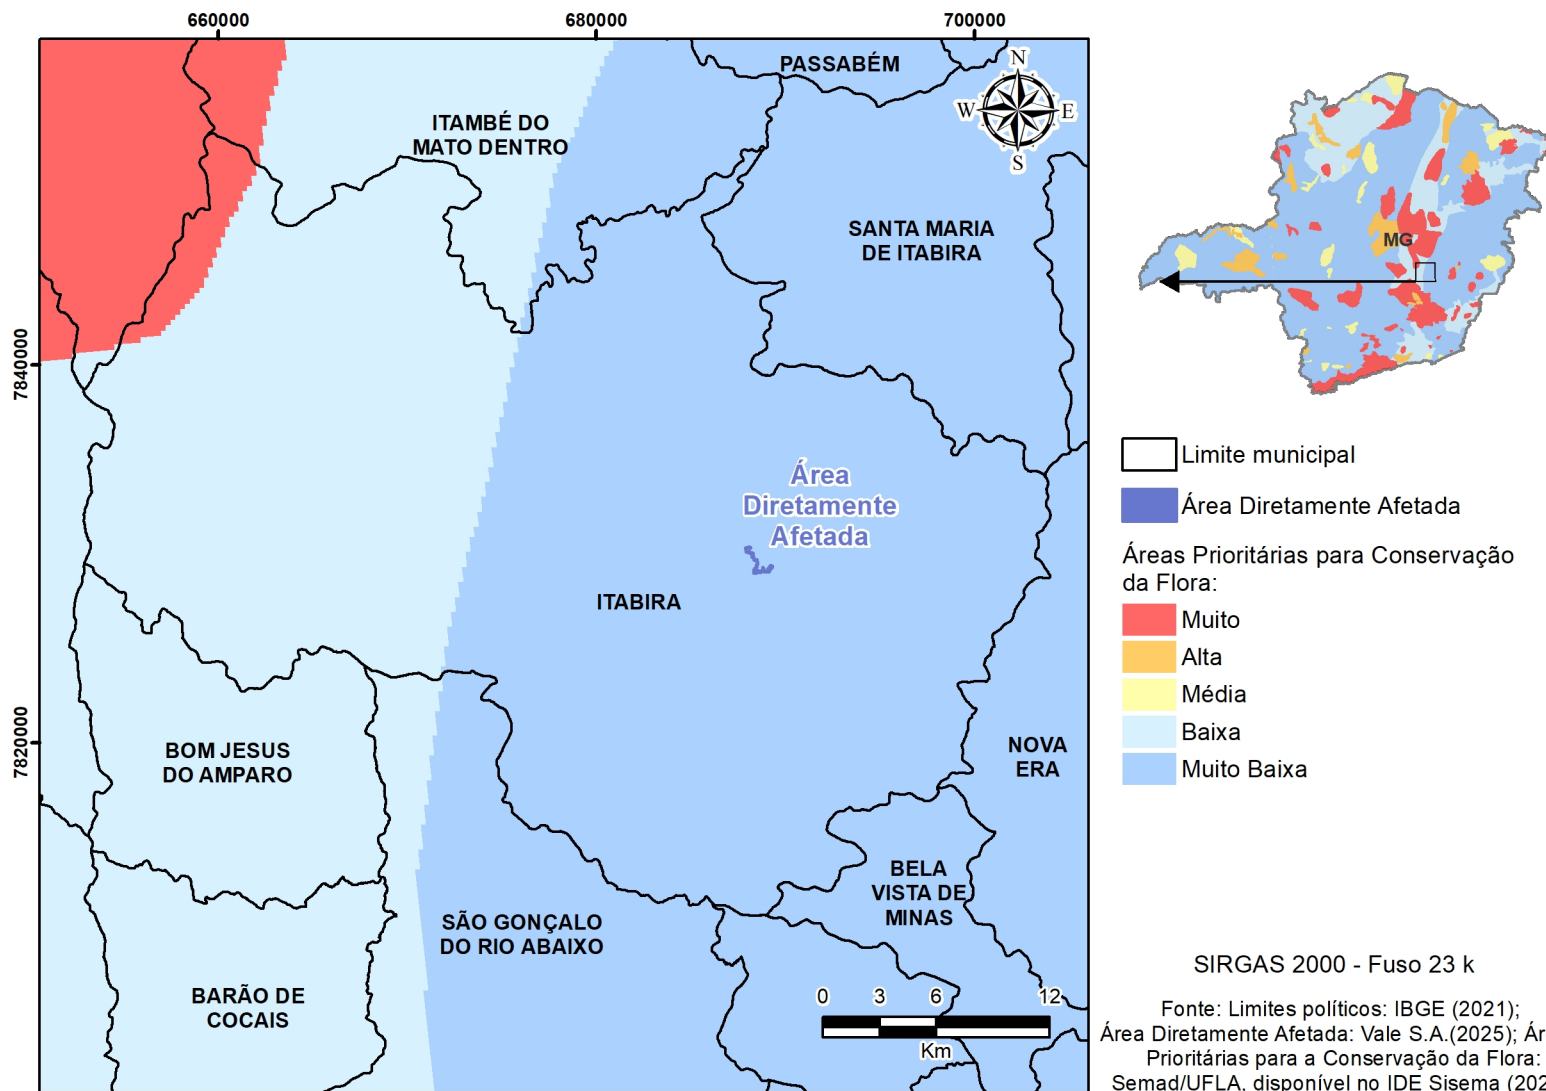 660000
680000
700000
7840000
7820000
PASSABÉM
ITAMBÉ DO
MATO DENTRO
SANTA MARIA
DE ITABIRA
Área
Diretamente
Afetada
ITABIRA
BOM JESUS
DO AMPARO
NOVA
ERA
BELA
VISTA DE
MINAS
SÃO GONÇALO
DO RIO ABAIXO
BARÃO DE
COCAIS
N
W
E
S
0 3 6 12
Km
MG
Limite municipal
Área Diretamente Afetada
Áreas Prioritárias para Conservação
da Flora:
Muito
Alta
Média
Baixa
Muito Baixa
SIRGAS 2000 - Fuso 23 k
Fonte: Limites políticos: IBGE (2021);
Área Diretamente Afetada: Vale S.A.(2025);
Prioritárias para a Conservação da Flora:
Semad/UFLA, disponível no IDE Sisema